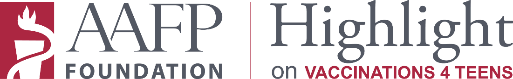 AAFP
FOUNDATION
Highlight
on VACCINATIONS 4 TEENS